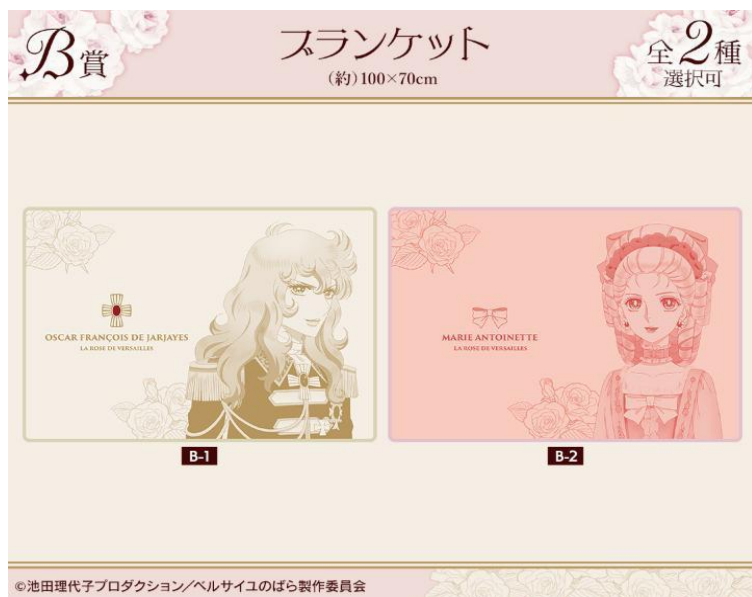 B賞
ブランケット
(約)100×70cm
全2種
選択可
OSCAR FRANÇOIS DE JARJAYES
LA ROSE DE VERSAILLES
MARIE ANTOINETTE
LA ROSE DE VERSAILLES
B-1
B-2
©池田理代子プロダクション/ベルサイユのばら製作委員会